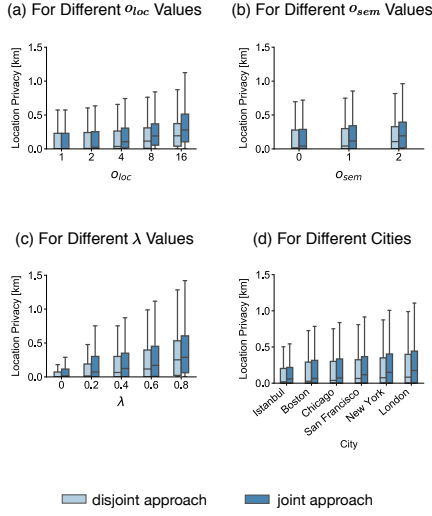 (a) For Different o_loc Values
Location Privacy [km]
1.5
1.0
0.5
0.0
1 2 4 8 16
o_loc
(b) For Different o_sem Values
Location Privacy [km]
1.5
1.0
0.5
0.0
0 1 2
o_sem
(c) For Different λ Values
Location Privacy [km]
1.5
1.0
0.5
0.0
0 0.2 0.4 0.6 0.8
λ
(d) For Different Cities
Location Privacy [km]
1.5
1.0
0.5
0.0
Istanbul Boston Chicago San Francisco New York London
City
disjoint approach joint approach